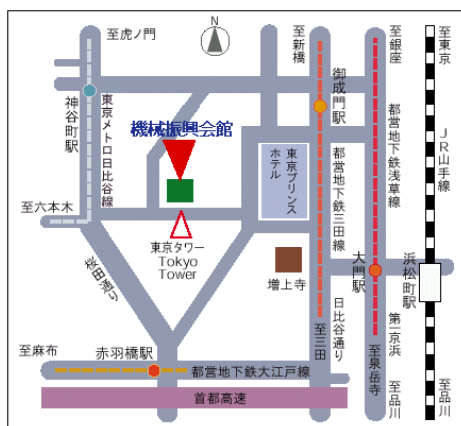 至虎ノ門
N
至新橋
至銀座
至東京
神谷町駅
東京メトロ日比谷線
機械振興会館
御成門駅
都営地下鉄三田線
都営地下鉄浅草線
JR山手線
東京プリンス
ホテル
至六本木
東京タワー
Tokyo
Tower
増上寺
大門駅
浜松町駅
桜田通り
日比谷通り
第一京浜
至三田
至泉岳寺
至品川
至品川
至麻布
赤羽橋駅
都営地下鉄大江戸線
首都高速